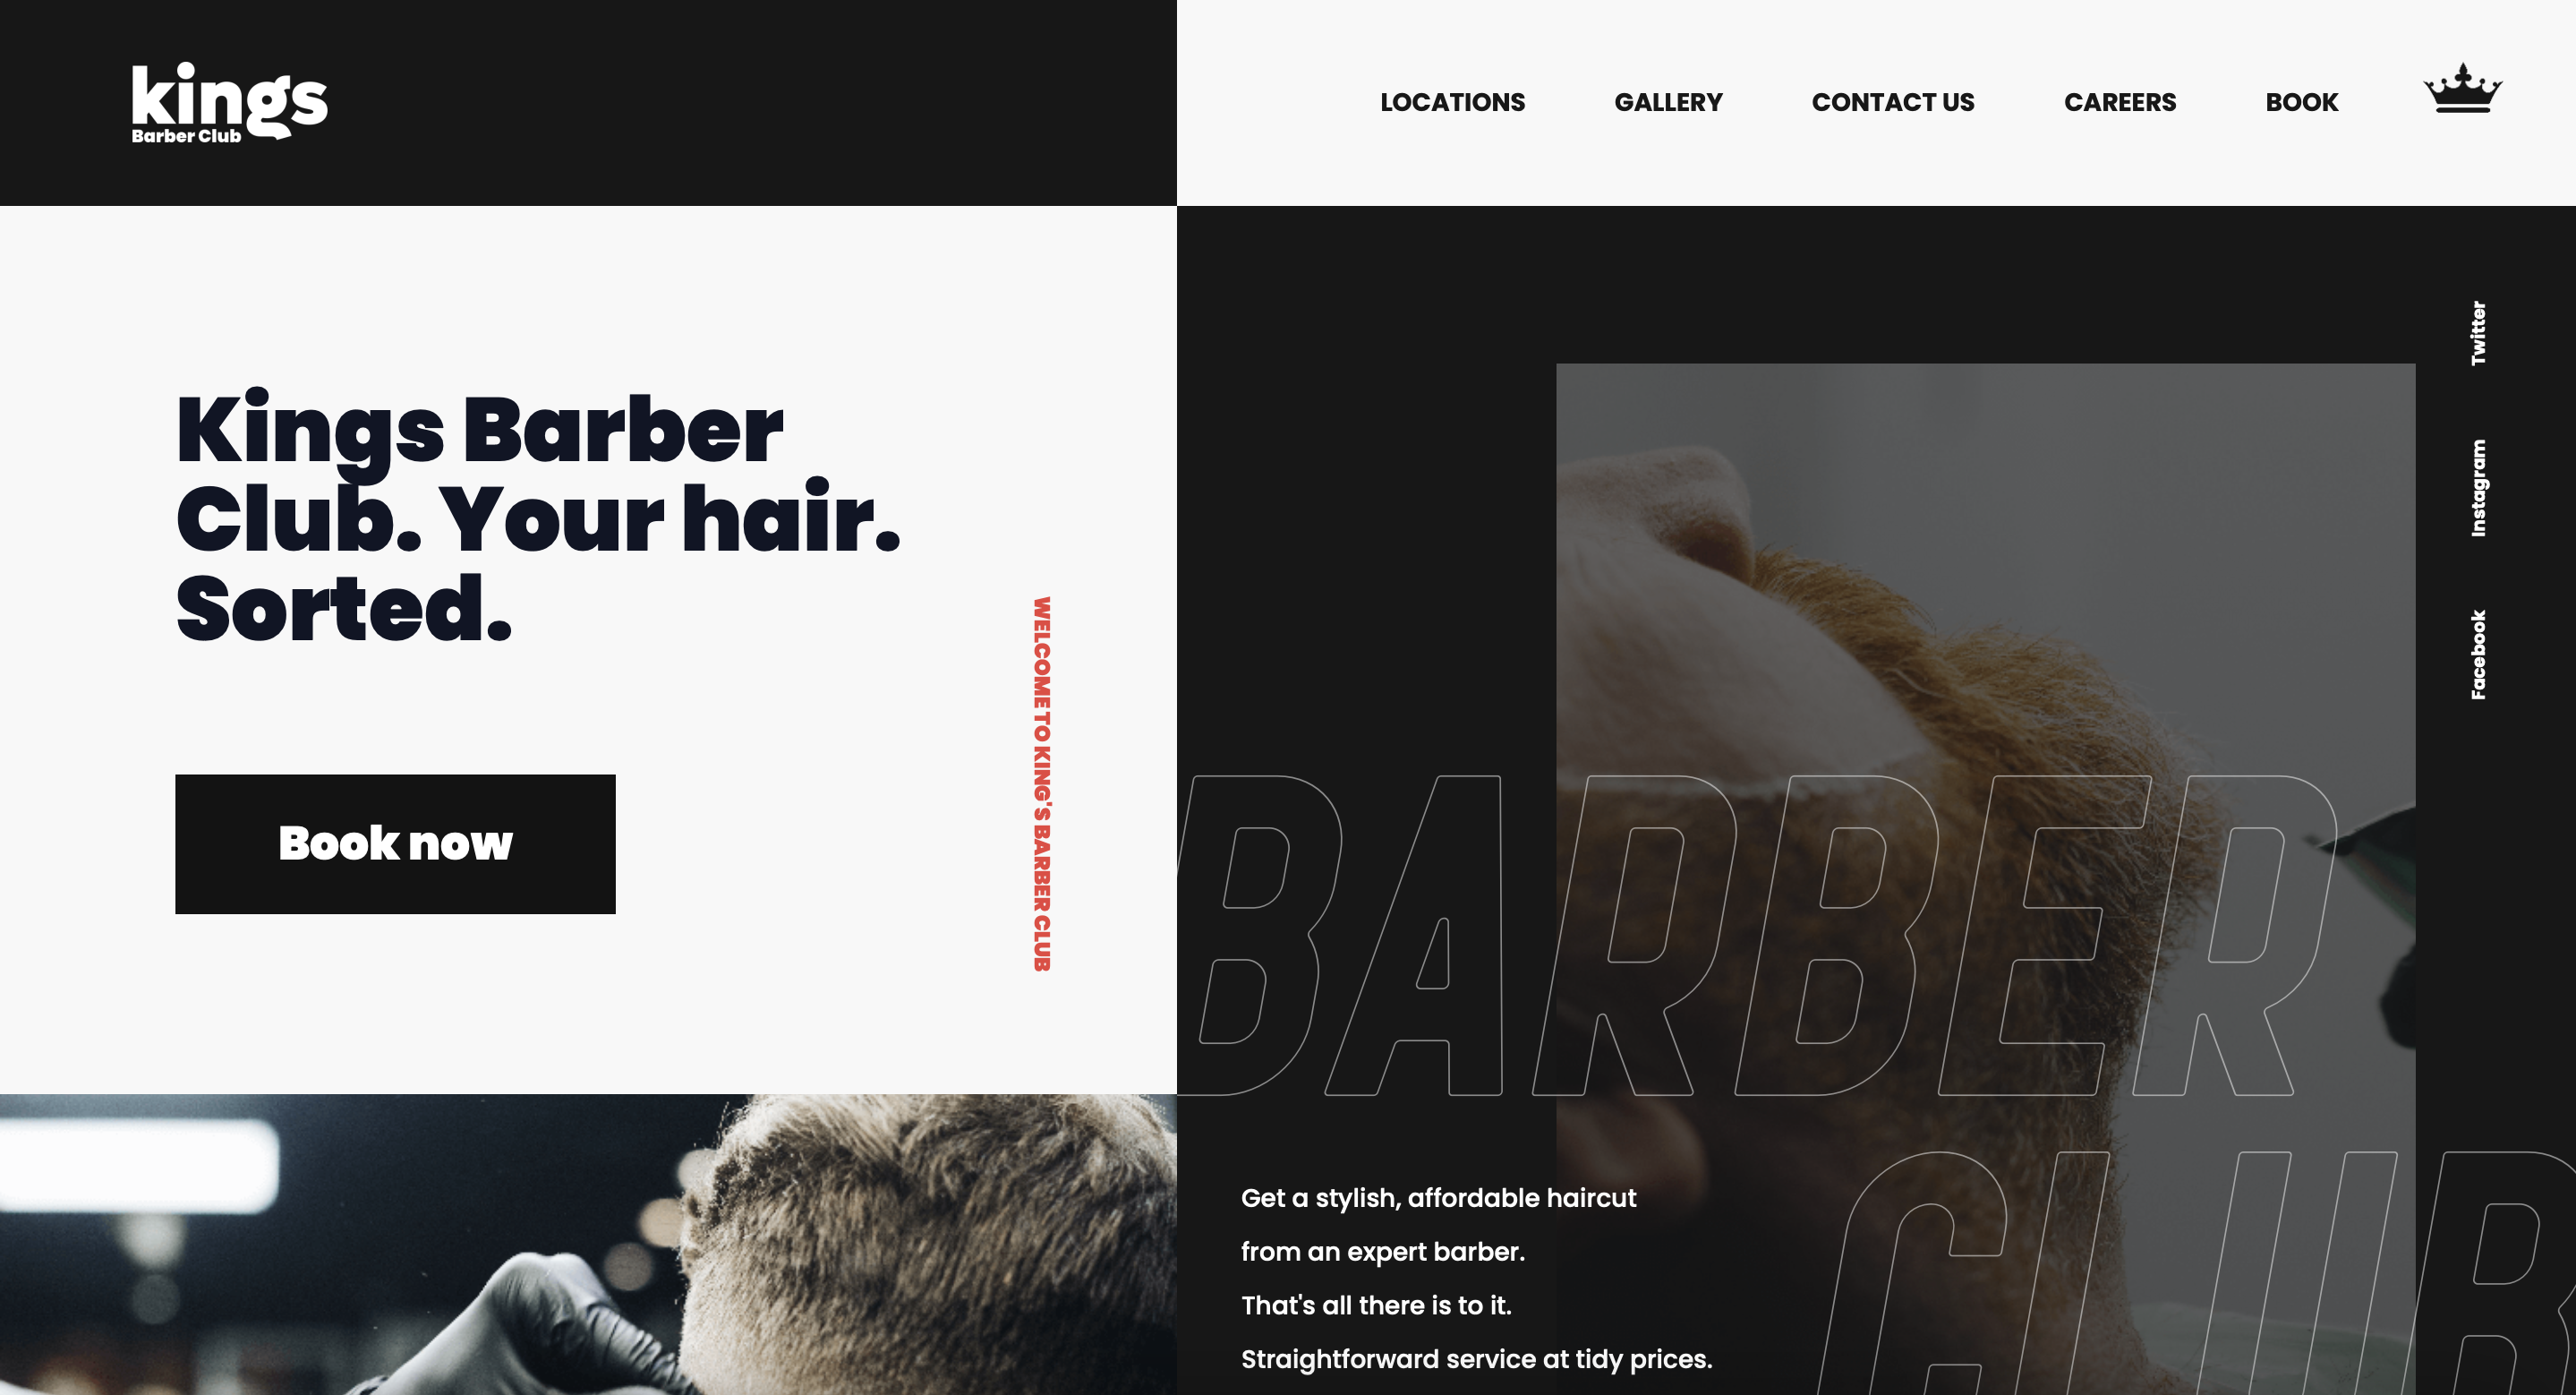 kings
Barber Club
LOCATIONS
GALLERY
CONTACT US
CAREERS
BOOK
Kings Barber
Club. Your hair.
Sorted.
Book now
WELCOME TO KING'S BARBER CLUB
Twitter
Instagram
Facebook
BARBER
CLUB
Get a stylish, affordable haircut
from an expert barber.
That's all there is to it.
Straightforward service at tidy prices.